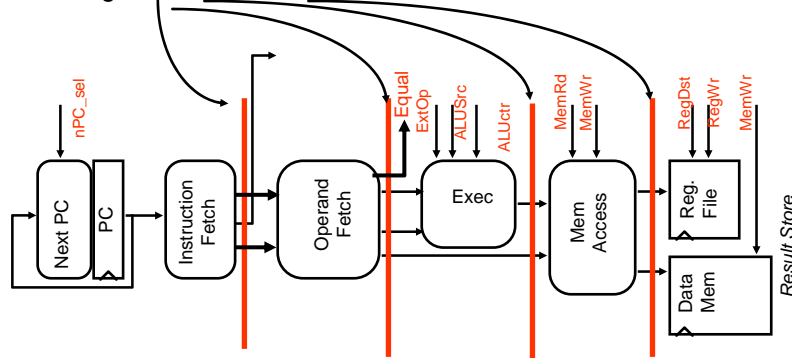 nPC_sel
Next PC
PC
Instruction
Fetch
Operand
Fetch
Equal
ExtOp
ALUSrc
ALUctr
Exec
MemRd
MemWr
Mem
Access
RegDst
RegWr
MemWr
Reg.
File
Data
Mem
Result Store